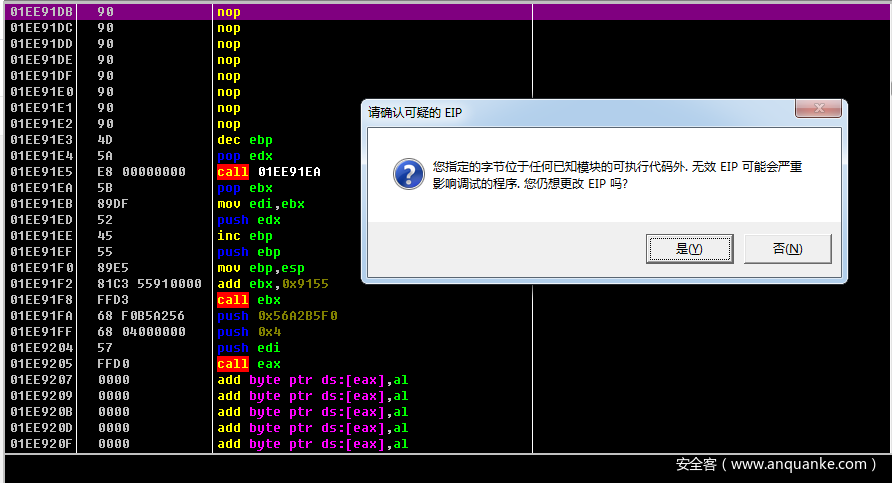 01EE91DB 90 nop
01EE91DC 90 nop
01EE91DD 90 nop
01EE91DE 90 nop
01EE91DF 90 nop
01EE91E0 90 nop
01EE91E1 90 nop
01EE91E2 90 nop
01EE91E3 4D dec ebp
01EE91E4 5A pop edx
01EE91E5 E8 00000000 call 01EE91EA
01EE91EA 5B pop ebx
01EE91EB 89DF mov edi,ebx
01EE91ED 52 push edx
01EE91EE 45 inc ebp
01EE91EF 55 push ebp
01EE91F0 89E5 mov ebp,esp
01EE91F2 81C3 55910000 add ebx,0x9155
01EE91F8 FFD3 call ebx
01EE91FA 68 F0B5A256 push 0x56A2B5F0
01EE91FF 68 04000000 push 0x4
01EE9204 57 push edi
01EE9205 FFD0 call eax
01EE9207 0000 add byte ptr ds:[eax],al
01EE9209 0000 add byte ptr ds:[eax],al
01EE920B 0000 add byte ptr ds:[eax],al
01EE920D 0000 add byte ptr ds:[eax],al
01EE920F 0000 add byte ptr ds:[eax],al
请确认可疑的 EIP
您指定的字节位于任何已知模块的可执行代码外. 无效 EIP 可能会严重
影响调试的程序. 您仍想更改 EIP 吗?
是(Y) 否(N)
安全客（www.anquanke.com）